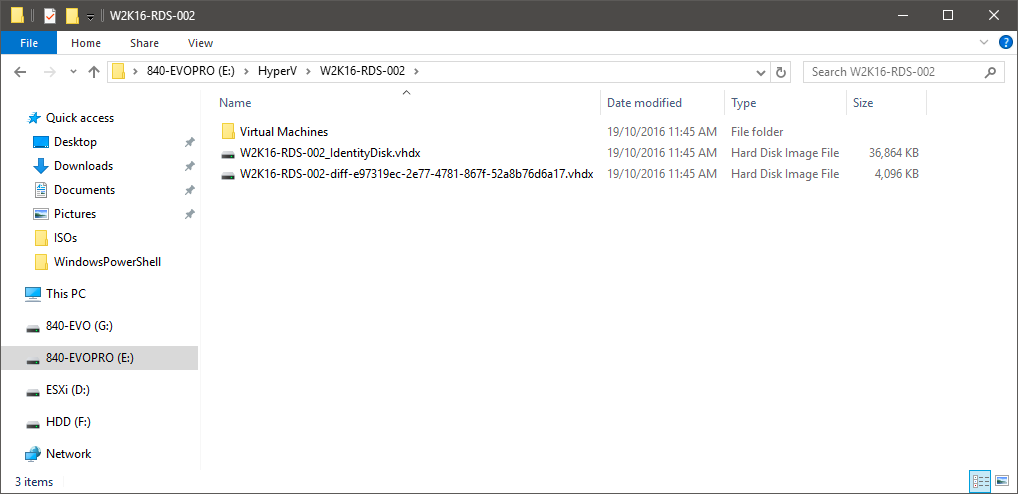 W2K16-RDS-002
File Home Share View
840-EVOPRO (E:) HyperV W2K16-RDS-002 Search W2K16-RDS-002
Name Date modified Type Size
Quick access
Desktop
Downloads
Documents
Pictures
ISOs
WindowsPowerShell
This PC
840-EVO (G:)
840-EVOPRO (E:)
ESXi (D:)
HDD (F:)
Network
Virtual Machines 19/10/2016 11:45 AM File folder
W2K16-RDS-002_IdentityDisk.vhdx 19/10/2016 11:45 AM Hard Disk Image File 36,864 KB
W2K16-RDS-002-diff-e97319ec-2e77-4781-867f-52a8b76d6a17.vhdx 19/10/2016 11:45 AM Hard Disk Image File 4,096 KB
3 items